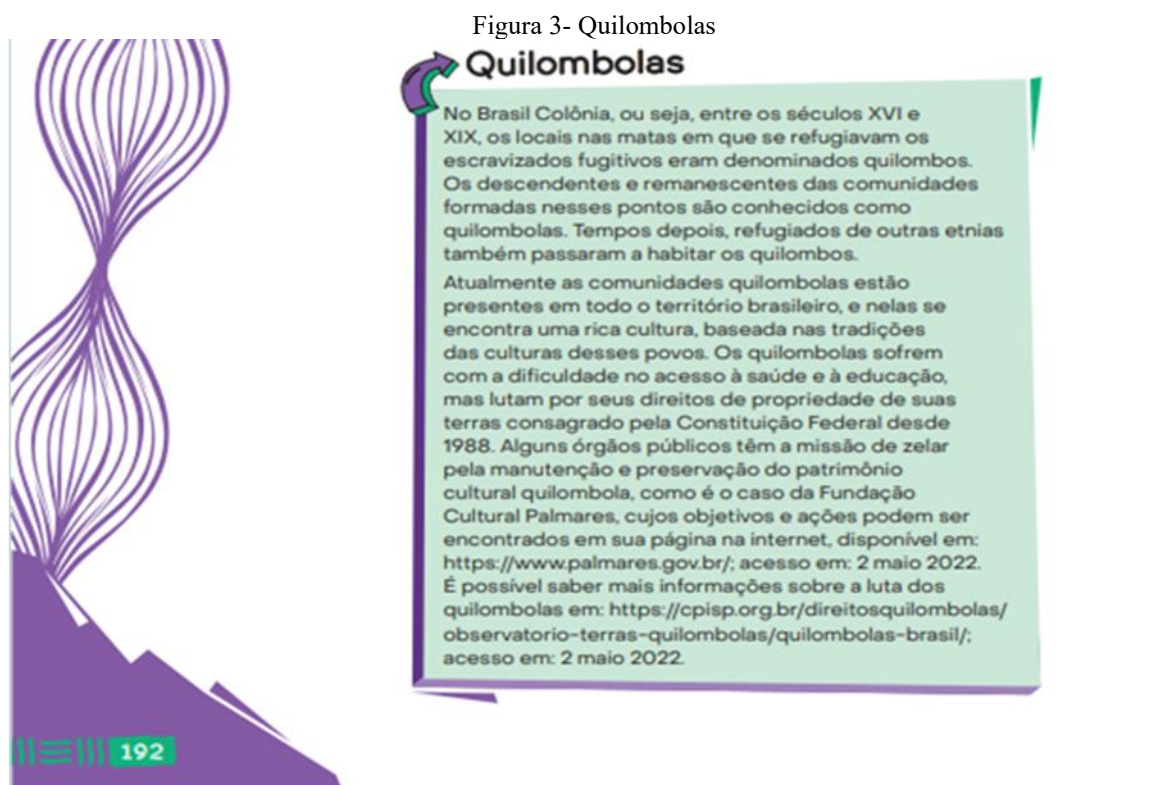 Figura 3- Quilombolas
Quilombolas
No Brasil Colônia, ou seja, entre os séculos XVI e
XIX, os locais nas matas em que se refugiavam os
escravizados fugitivos eram denominados quilombos.
Os descendentes e remanescentes das comunidades
formadas nesses pontos são conhecidos como
quilombolas. Tempos depois, refugiados de outras etnias
também passaram a habitar os quilombos.
Atualmente as comunidades quilombolas estão
presentes em todo o território brasileiro, e nelas se
encontra uma rica cultura, baseada nas tradições
das culturas desses povos. Os quilombolas sofrem
com a dificuldade no acesso à saúde e à educação,
mas lutam por seus direitos de propriedade de suas
terras consagrado pela Constituição Federal desde
1988. Alguns órgãos públicos têm a missão de zelar
pela manutenção e preservação do patrimônio
cultural quilombola, como é o caso da Fundação
Cultural Palmares, cujos objetivos e ações podem ser
encontrados em sua página na internet, disponível em:
https://www.palmares.gov.br/; acesso em: 2 maio 2022.
É possível saber mais informações sobre a luta dos
quilombolas em: https://cpisp.org.br/direitosquilombolas/
observatorio-terras-quilombolas/quilombolas-brasil/;
acesso em: 2 maio 2022.
192